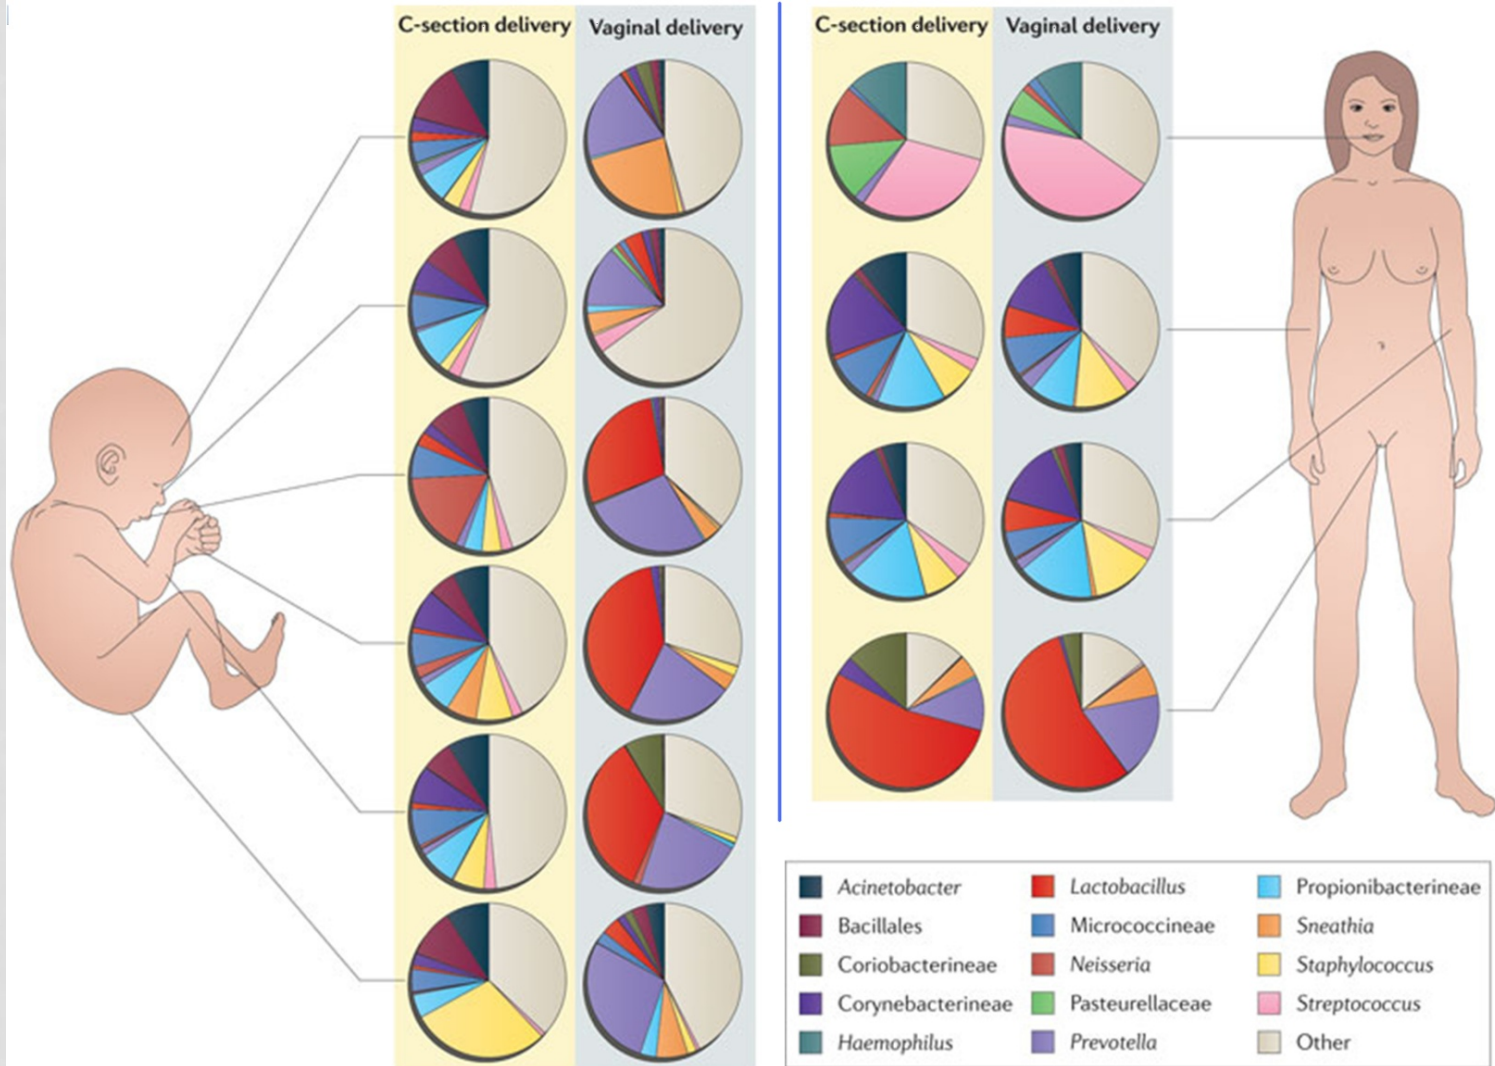 C-section delivery
Vaginal delivery
C-section delivery
Vaginal delivery
Acinetobacter
Bacillales
Coriobacterineae
Corynebacterineae
Haemophilus
Lactobacillus
Micrococcineae
Neisseria
Pasteurellaceae
Prevotella
Propionibacterineae
Sneathia
Staphylococcus
Streptococcus
Other